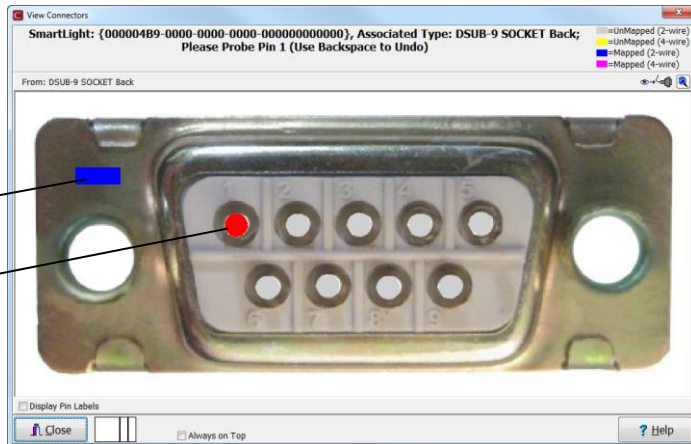 View Connectors
SmartLight: {000004B9-0000-0000-0000-000000000000}, Associated Type: DSUB-9 SOCKET Back;
Please Probe Pin 1 (Use Backspace to Undo)
=UnMapped (2-wire)
=UnMapped (4-wire)
=Mapped (2-wire)
=Mapped (4-wire)
From: DSUB-9 SOCKET Back
1 2 3 4 5
6 7 8 9
Display Pin Labels
Close
Always on Top
? Help